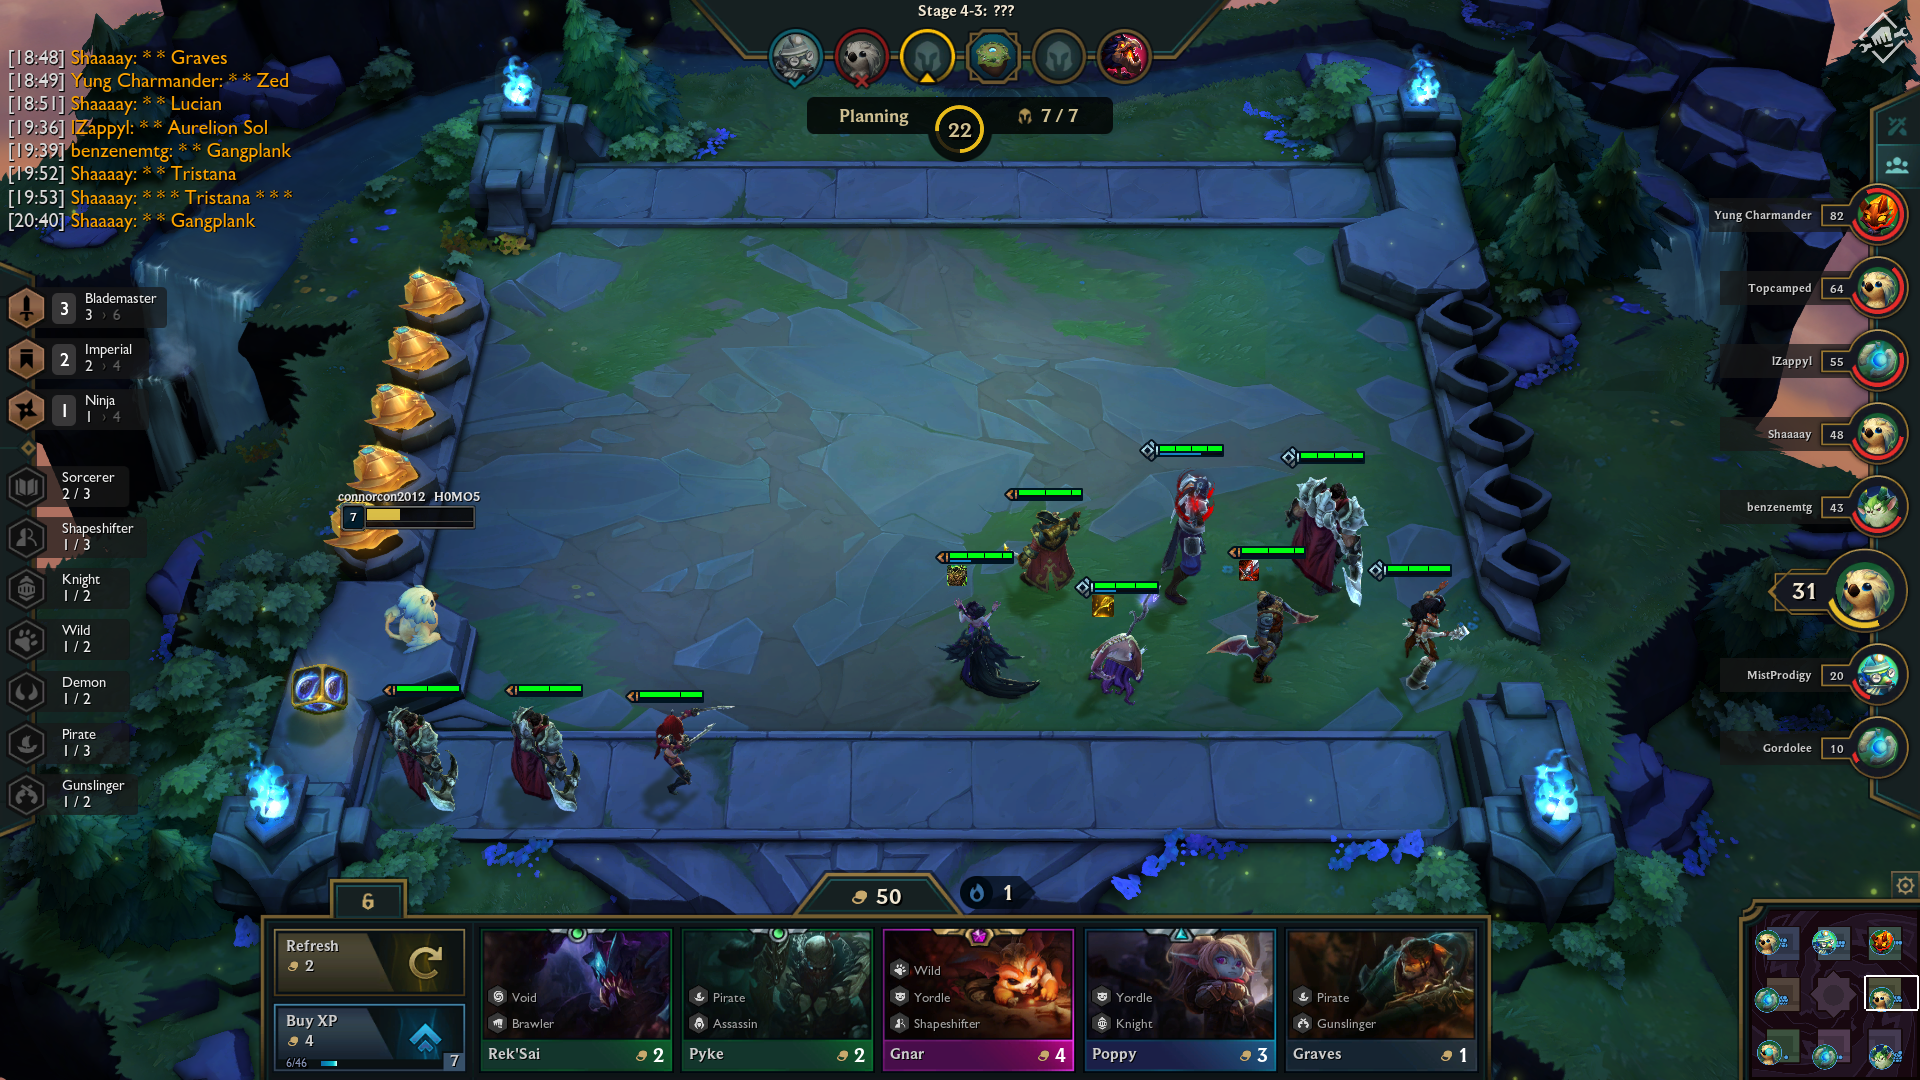 Stage 4-3: ???
Planning
22
7 / 7
[18:48] Shaaaay: * * Graves
[18:49] Yung Charmander: * * Zed
[18:51] Shaaaay: * * Lucian
[19:36] lZappyl: * * Aurelion Sol
[19:39] benzenemtg: * * Gangplank
[19:52] Shaaaay: * * Tristana
[19:53] Shaaaay: * * * Tristana * * *
[20:40] Shaaaay: * * Gangplank
3
Blademaster
3 › 6
2
Imperial
2 › 4
1
Ninja
1 › 4
Sorcerer
2 / 3
Shapeshifter
1 / 3
Knight
1 / 2
Wild
1 / 2
Demon
1 / 2
Pirate
1 / 3
Gunslinger
1 / 2
connorcon2012 H0MO5
7
Yung Charmander 82
Topcamped 64
lZappyl 55
Shaaaay 48
benzenemtg 43
31
MistProdigy 20
Gordolee 10
6
50
1
Refresh
2
Buy XP
4
6/46
7
Void
Brawler
Rek'Sai 2
Pirate
Assassin
Pyke 2
Wild
Yordle
Shapeshifter
Gnar 4
Yordle
Knight
Poppy 3
Pirate
Gunslinger
Graves 1